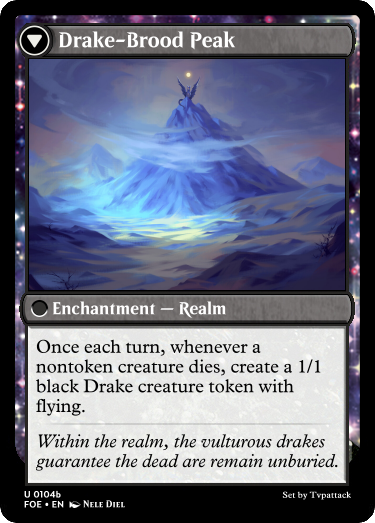 Drake-Brood Peak
Enchantment — Realm
Once each turn, whenever a
nontoken creature dies, create a 1/1
black Drake creature token with
flying.
Within the realm, the vulturous drakes
guarantee the dead are remain unburied.
U 0104b
FOE • EN Nele Diel
Set by Tvpattack